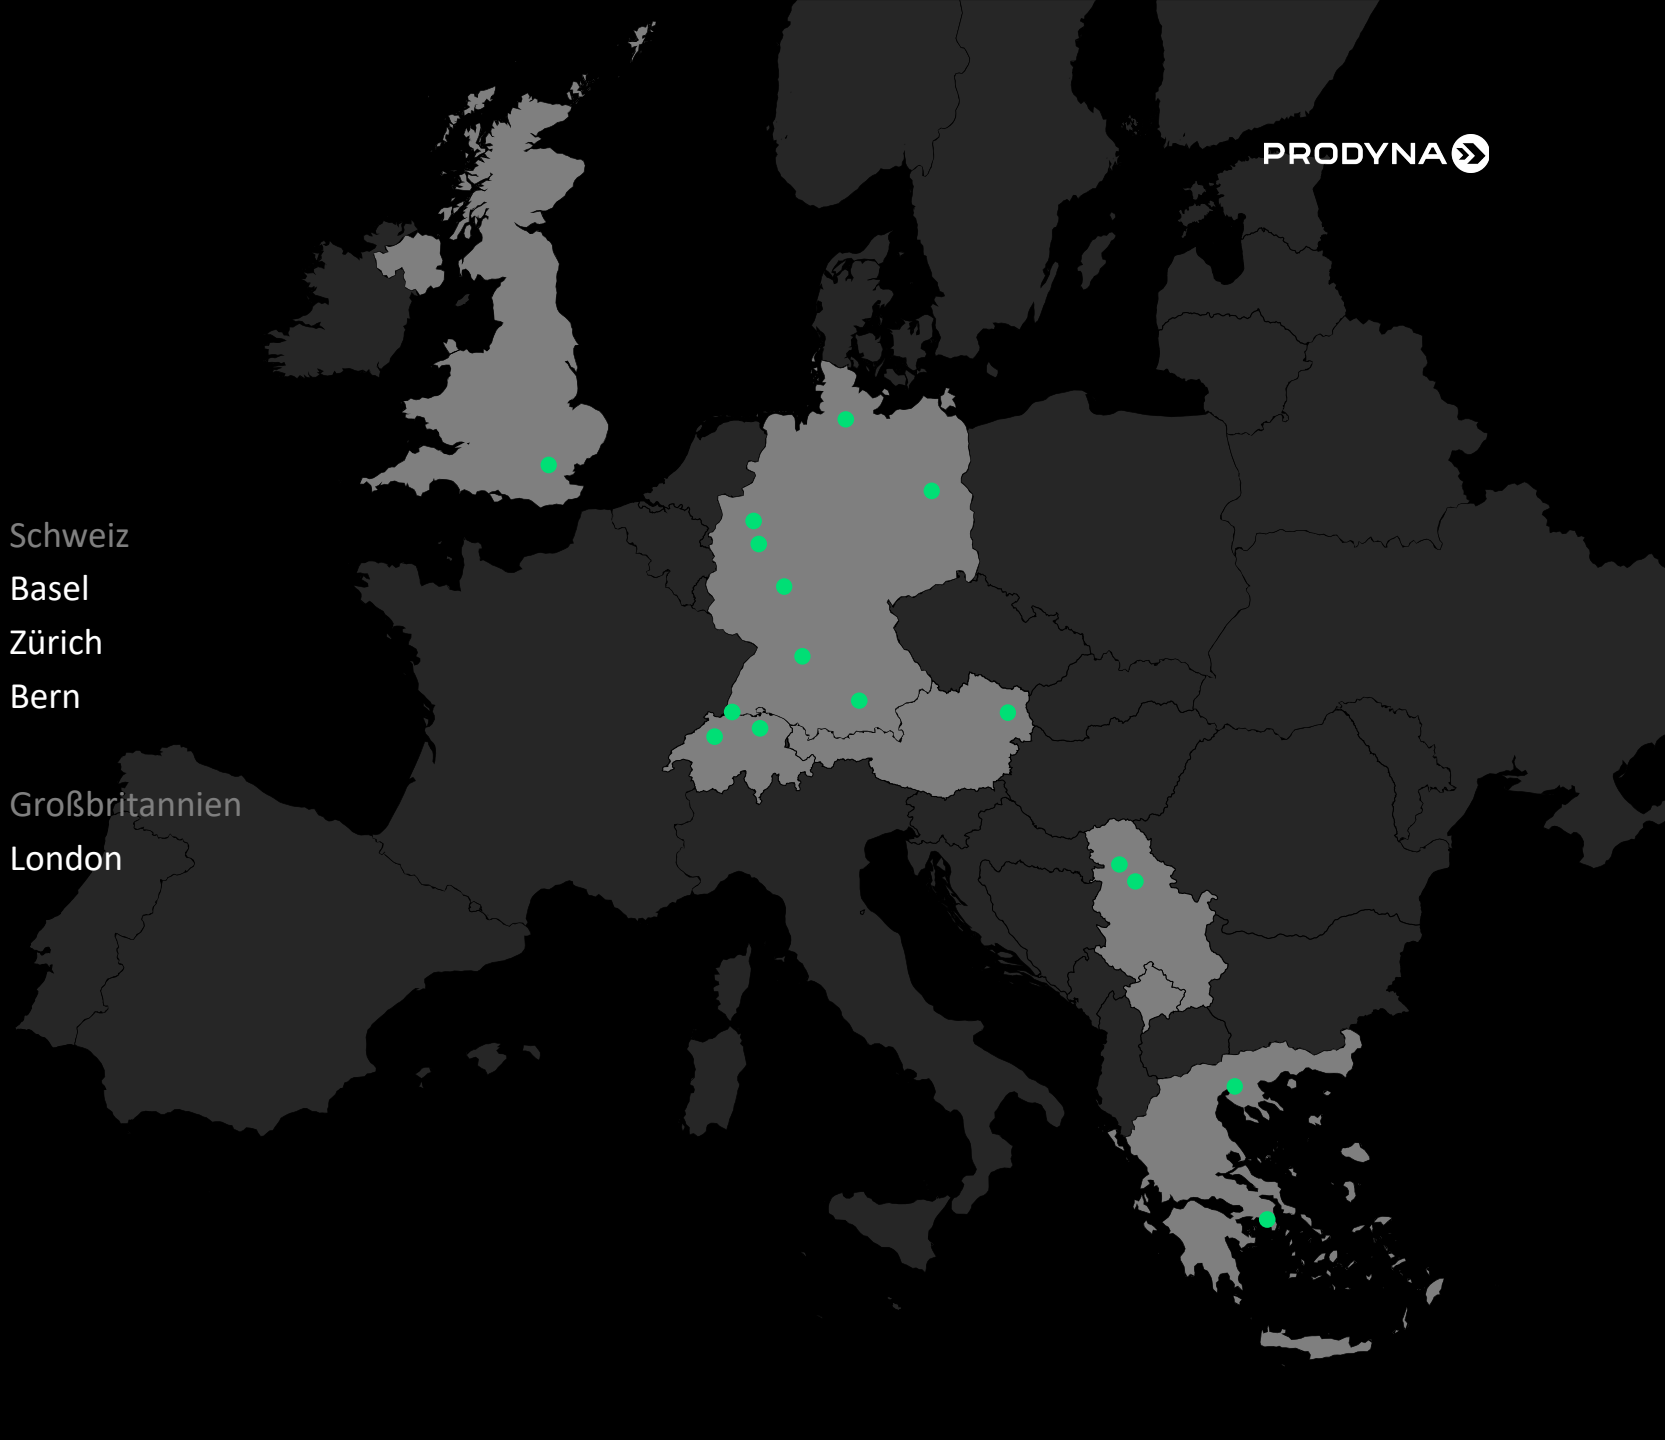 PRODYNA
Schweiz
Basel
Zürich
Bern
Großbritannien
London